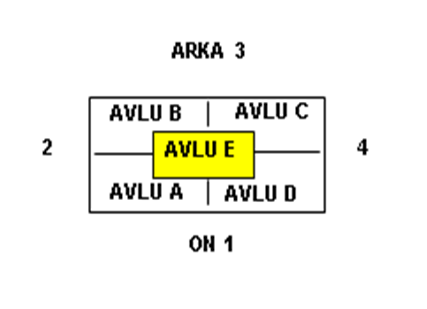 ARKA 3
AVLU B AVLU C
2 AVLU E 4
AVLU A AVLU D
ON 1